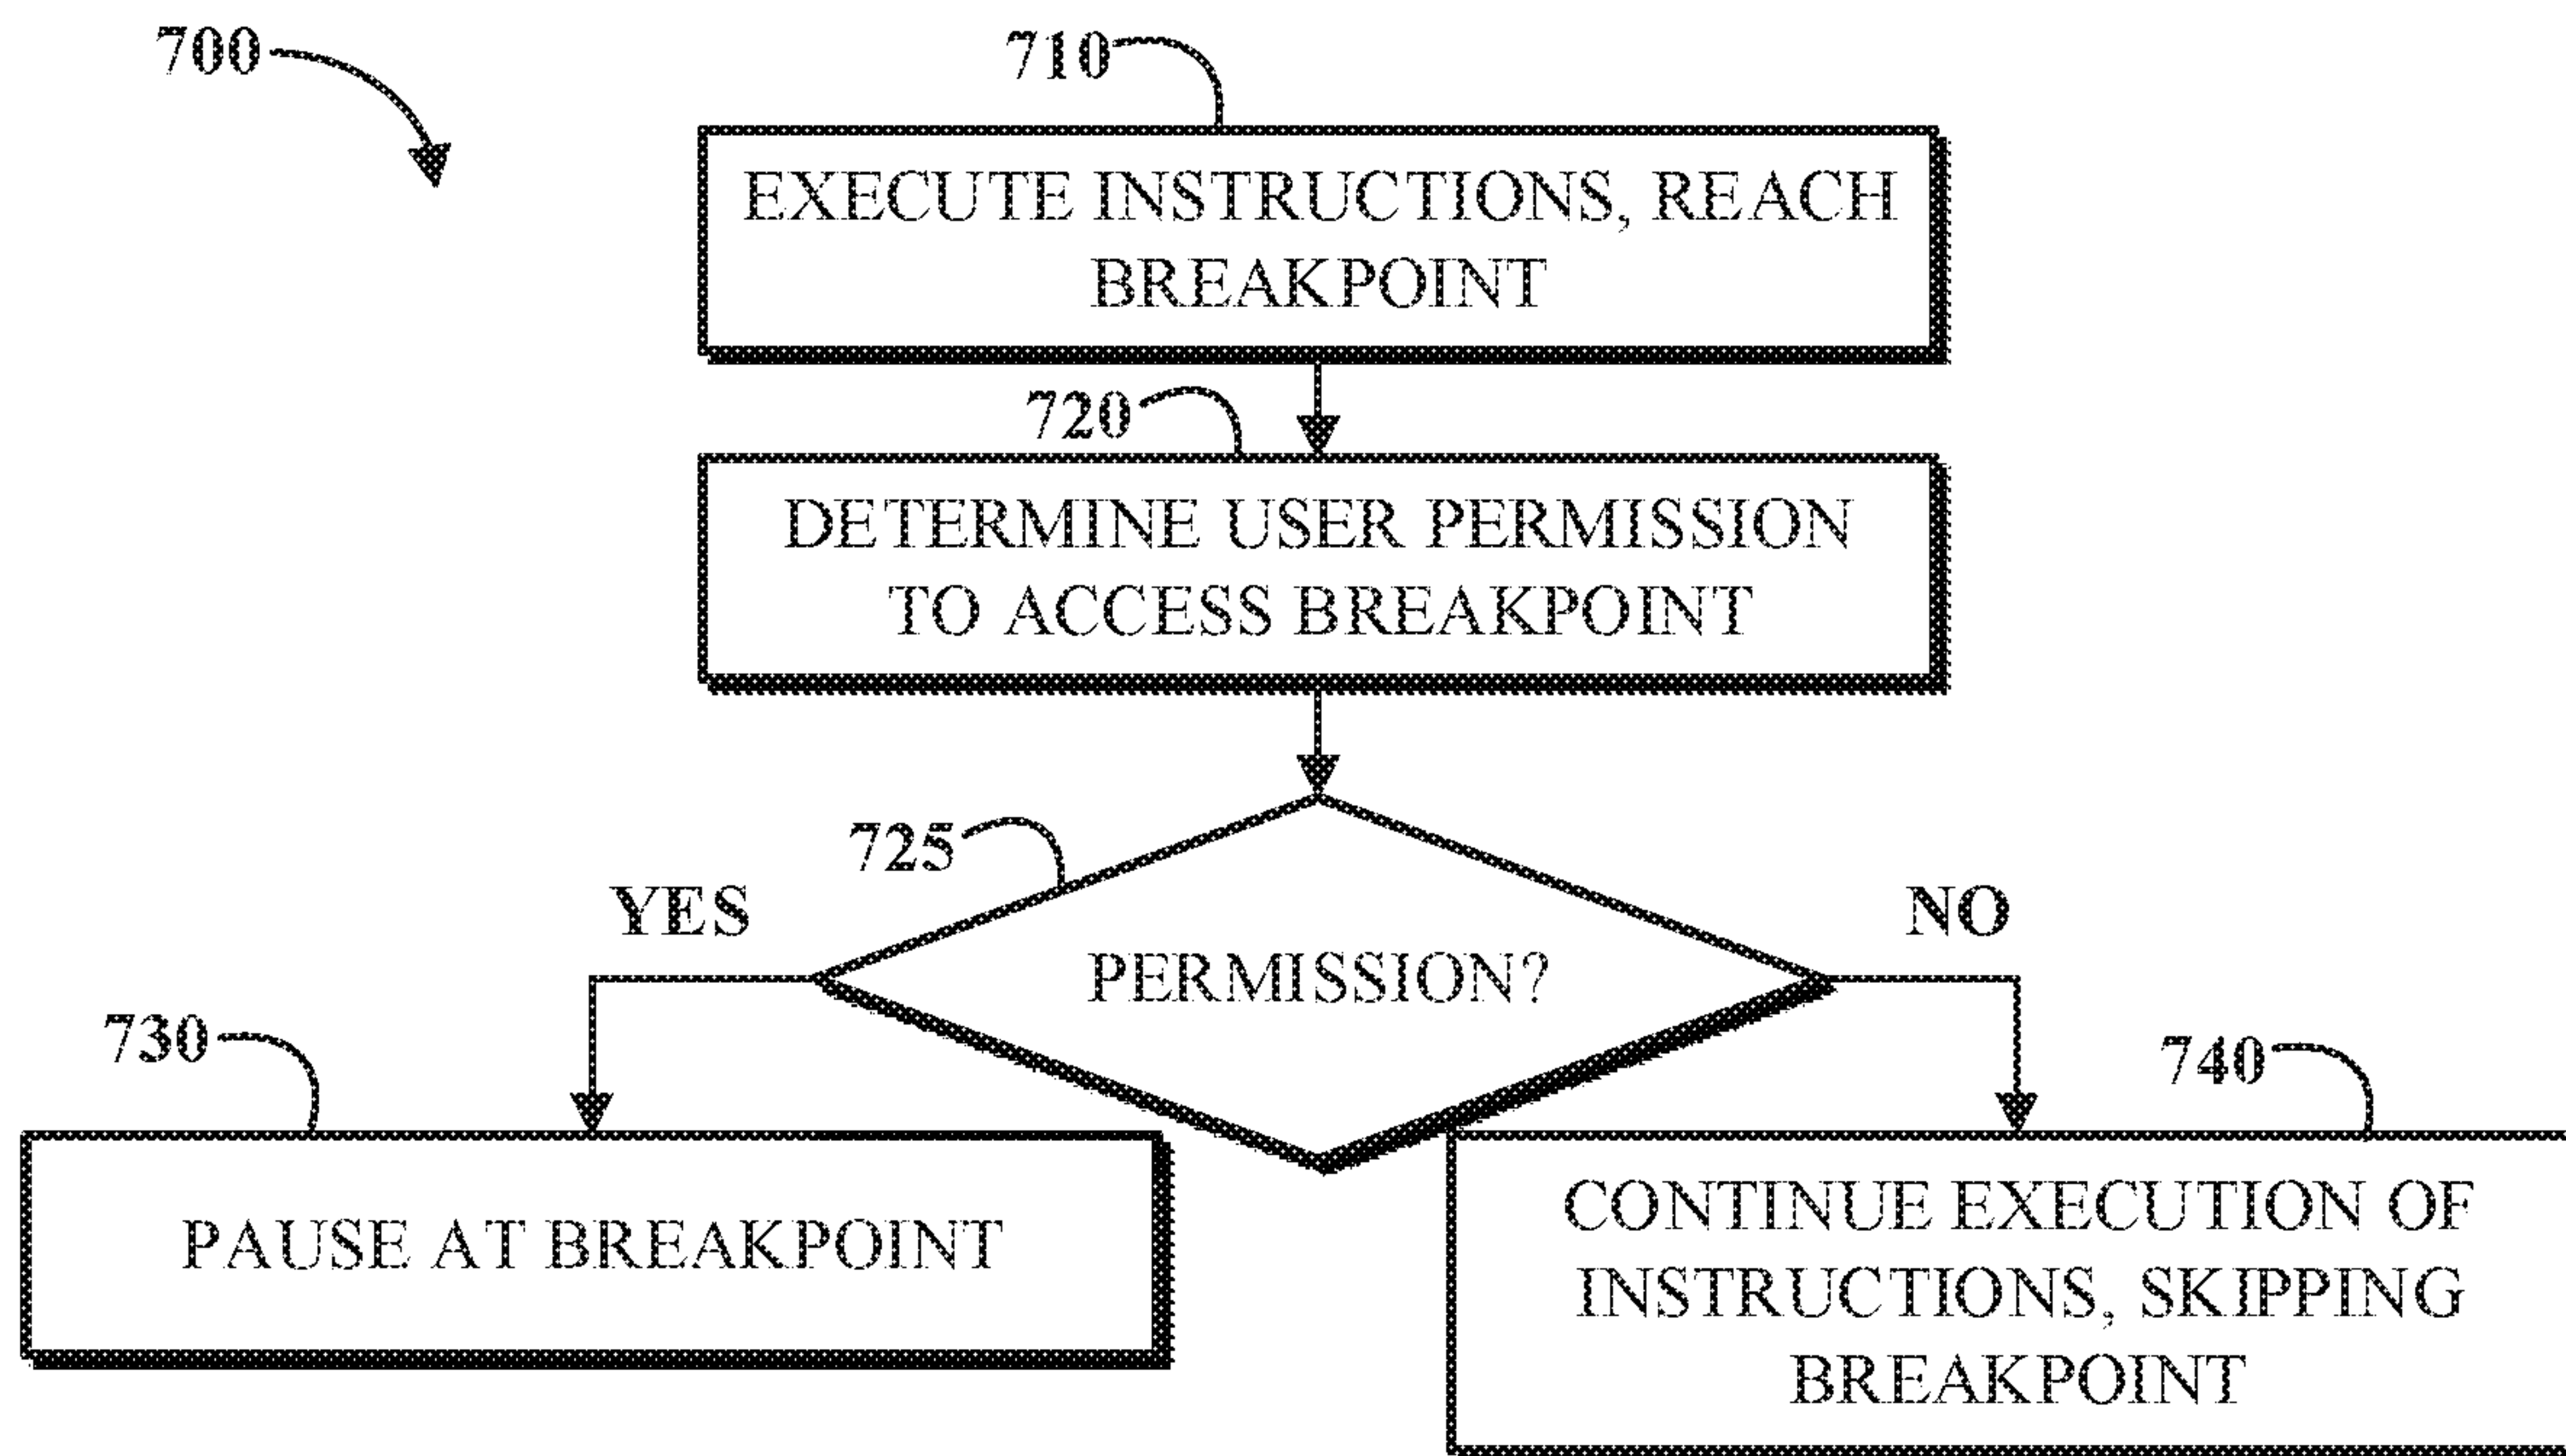 700
710
EXECUTE INSTRUCTIONS, REACH
BREAKPOINT
720
DETERMINE USER PERMISSION
TO ACCESS BREAKPOINT
725
YES
NO
PERMISSION?
730
740
PAUSE AT BREAKPOINT
CONTINUE EXECUTION OF
INSTRUCTIONS, SKIPPING
BREAKPOINT